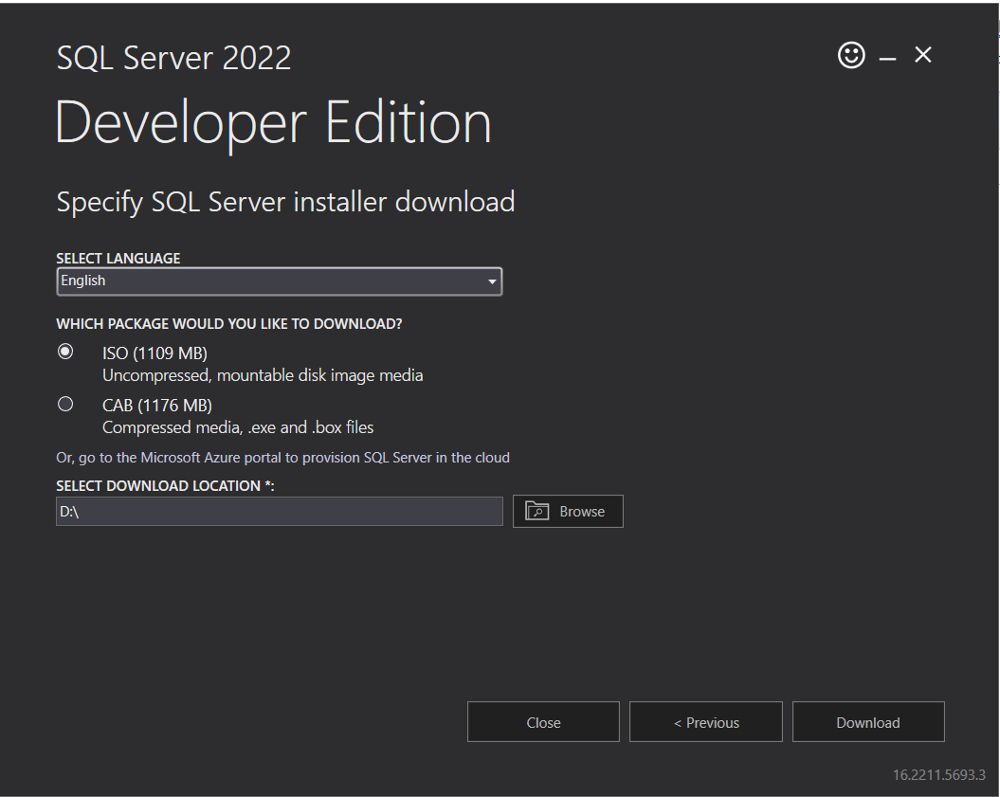 SQL Server 2022
Developer Edition
Specify SQL Server installer download
SELECT LANGUAGE
English
WHICH PACKAGE WOULD YOU LIKE TO DOWNLOAD?
ISO (1109 MB)
Uncompressed, mountable disk image media
CAB (1176 MB)
Compressed media, .exe and .box files
Or, go to the Microsoft Azure portal to provision SQL Server in the cloud
SELECT DOWNLOAD LOCATION *:
D:\
Browse
Close
< Previous
Download
16.2211.5693.3